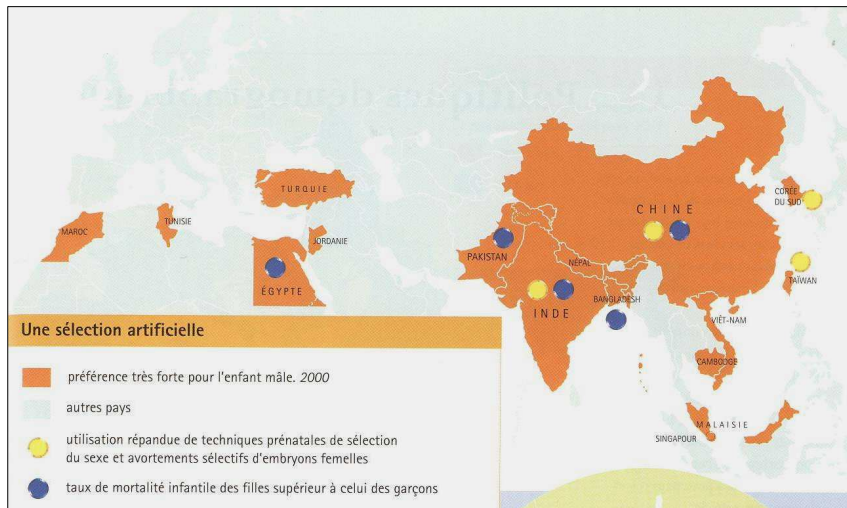 TURQUIE
TUNISIE
MAROC
JORDANIE
ÉGYPTE
CORÉE
DU SUD
CHINE
PAKISTAN
NÉPAL
TAÏWAN
BANGLADESH
INDE
VIÊT-NAM
CAMBODGE
MALAISIE
SINGAPOUR
Une sélection artificielle
préférence très forte pour l'enfant mâle. 2000
autres pays
utilisation répandue de techniques prénatales de sélection
du sexe et avortements sélectifs d'embryons femelles
taux de mortalité infantile des filles supérieur à celui des garçons